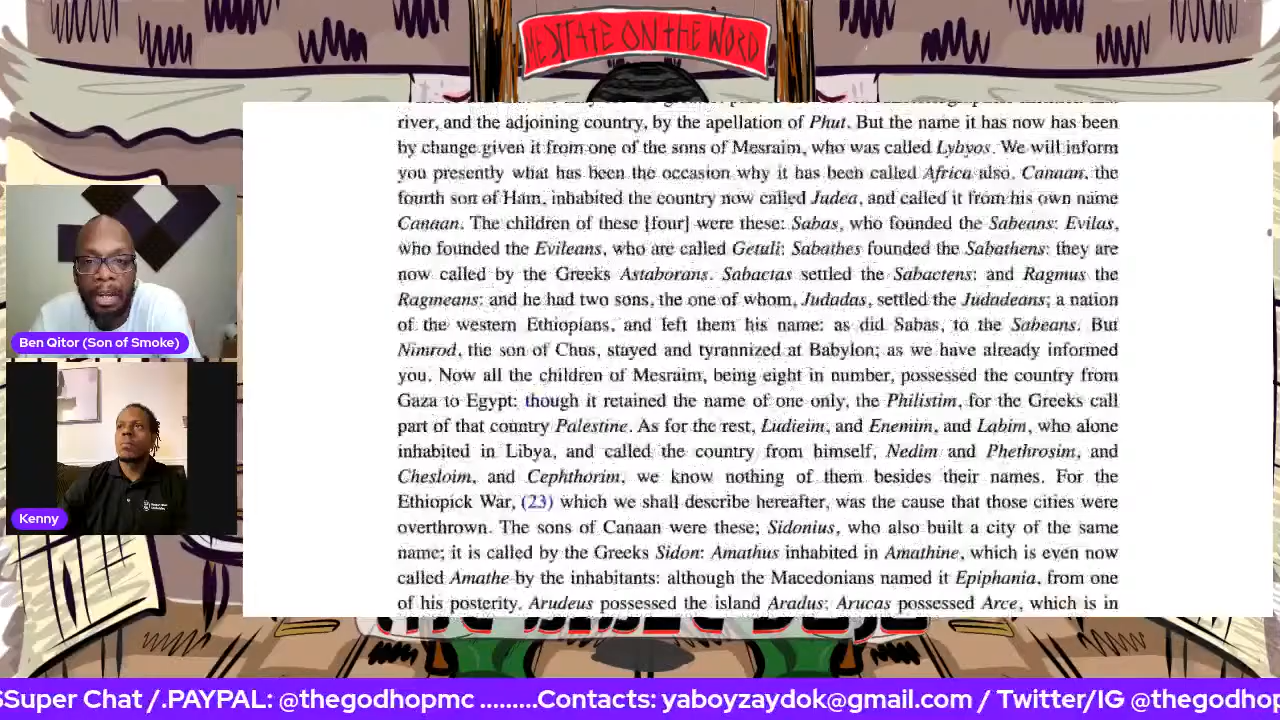 MEDITATE ON THE WORD
river, and the adjoining country, by the apellation of Phut. But the name it has now has been
by change given it from one of the sons of Mesraim, who was called Lybyos. We will inform
you presently what has been the occasion why it has been called Africa also. Canaan, the
fourth son of Ham, inhabited the country now called Judea, and called it from his own name
Canaan. The children of these [four] were these: Sabas, who founded the Sabeans: Evilas,
who founded the Evileans, who are called Getuli: Sabathes founded the Sabathens: they are
now called by the Greeks Astaborans. Sabactas settled the Sabactens: and Ragmus the
Ragmeans: and he had two sons, the one of whom, Judadas, settled the Judadeans; a nation
of the western Ethiopians, and left them his name: as did Sabas, to the Sabeans. But
Nimrod, the son of Chus, stayed and tyrannized at Babylon; as we have already informed
you. Now all the children of Mesraim, being eight in number, possessed the country from
Gaza to Egypt: though it retained the name of one only, the Philistim, for the Greeks call
part of that country Palestine. As for the rest, Ludieim, and Enemim, and Labim, who alone
inhabited in Libya, and called the country from himself, Nedim and Phethrosim, and
Chesloim, and Cephthorim, we know nothing of them besides their names. For the
Ethiopick War, (23) which we shall describe hereafter, was the cause that those cities were
overthrown. The sons of Canaan were these; Sidonius, who also built a city of the same
name; it is called by the Greeks Sidon: Amathus inhabited in Amathine, which is even now
called Amathe by the inhabitants: although the Macedonians named it Epiphania, from one
of his posterity. Arudeus possessed the island Aradus: Arucas possessed Arce, which is in
Ben Qitor (Son of Smoke)
Kenny
$Super Chat /.PAYPAL: @thegodhopmc .........Contacts: yaboyzaydok@gmail.com / Twitter/IG @thegodhop